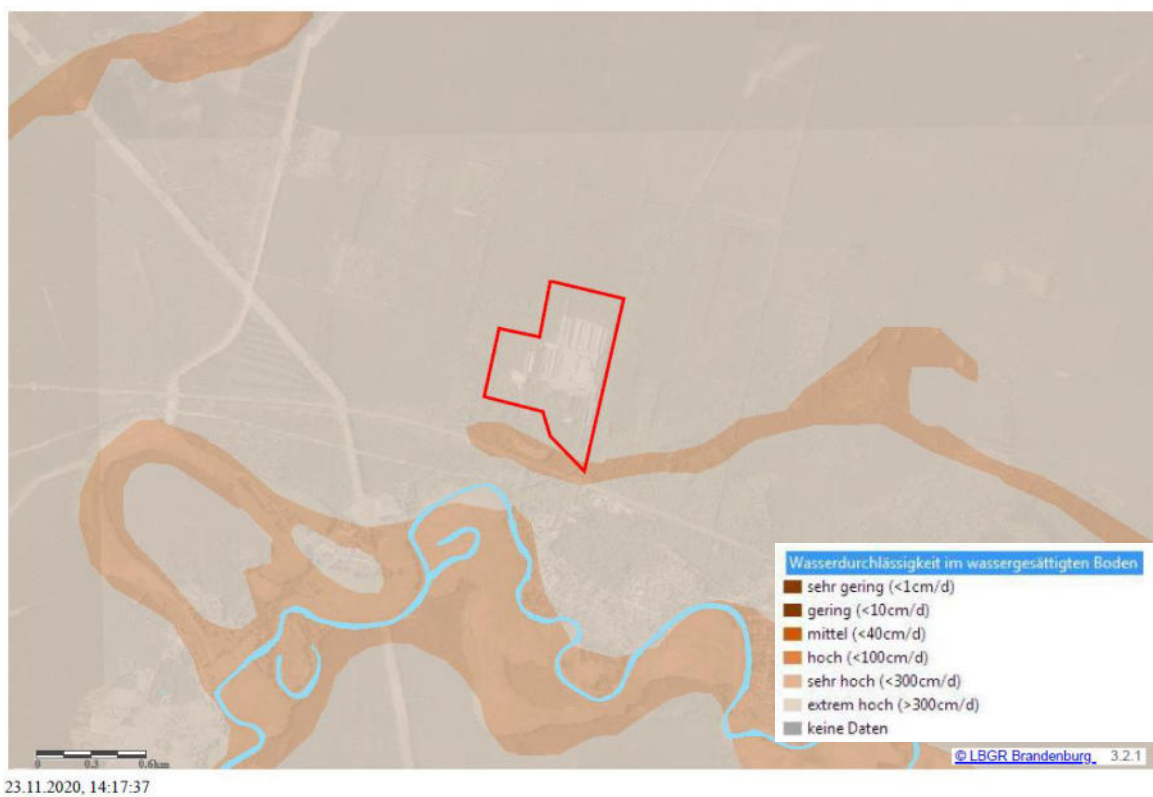 Wasserdurchlässigkeit im wassergesättigten Boden
sehr gering (<1cm/d)
gering (<10cm/d)
mittel (<40cm/d)
hoch (<100cm/d)
sehr hoch (<300cm/d)
extrem hoch (>300cm/d)
keine Daten
0 0.3 0.6km
© LBGR Brandenburg 3.2.1
23.11.2020, 14:17:37